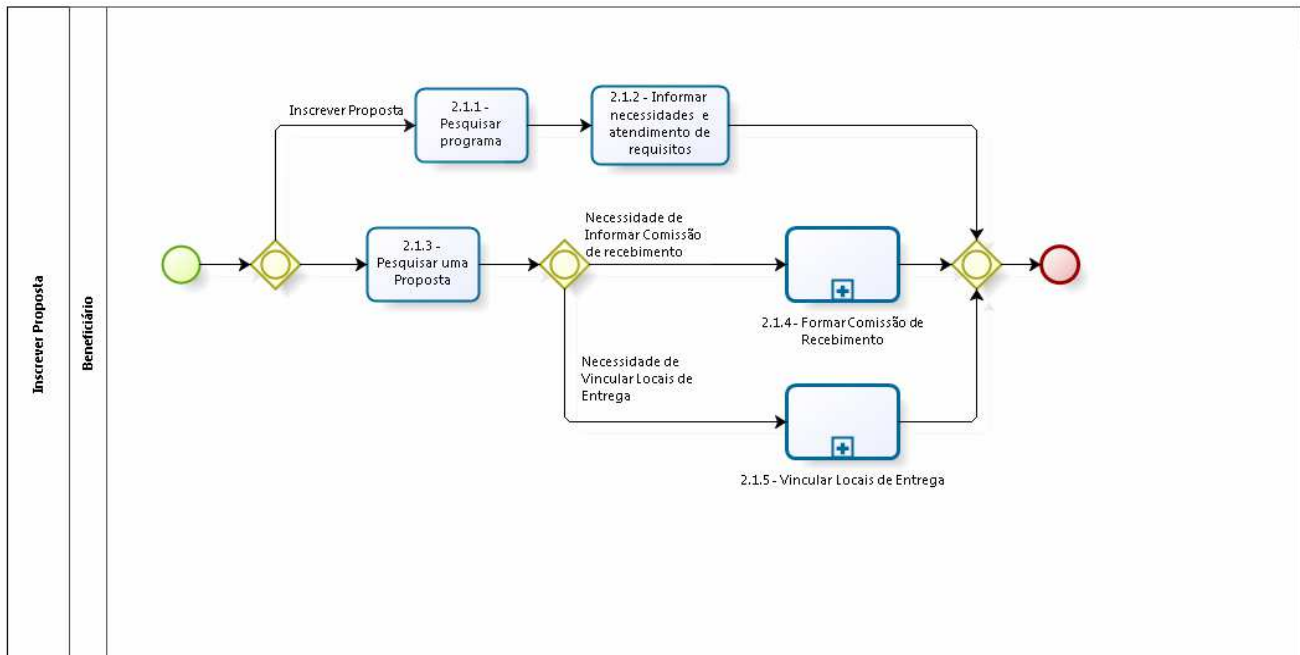 Inscrever Proposta
Beneficiário
Inscrever Proposta
2.1.1 -
Pesquisar
programa
2.1.2 - Informar
necessidades e
atendimento de
requisitos
2.1.3 -
Pesquisar uma
Proposta
Necessidade de
Informar Comissão
de recebimento
2.1.4 - Formar Comissão de
Recebimento
Necessidade de
Vincular Locais de
Entrega
2.1.5 - Vincular Locais de Entrega